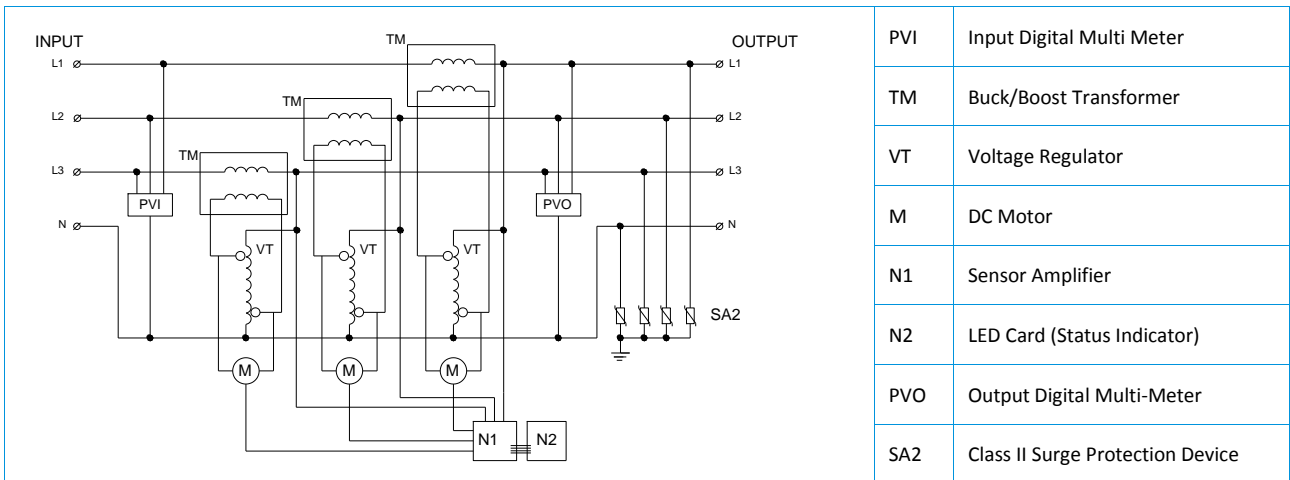 INPUT
TM
OUTPUT
L1 L1
TM
L2 L2
TM
L3 L3
PVI PVO
N N
VT VT VT
SA2
M M M
N1 N2
PVI Input Digital Multi Meter
TM Buck/Boost Transformer
VT Voltage Regulator
M DC Motor
N1 Sensor Amplifier
N2 LED Card (Status Indicator)
PVO Output Digital Multi-Meter
SA2 Class II Surge Protection Device